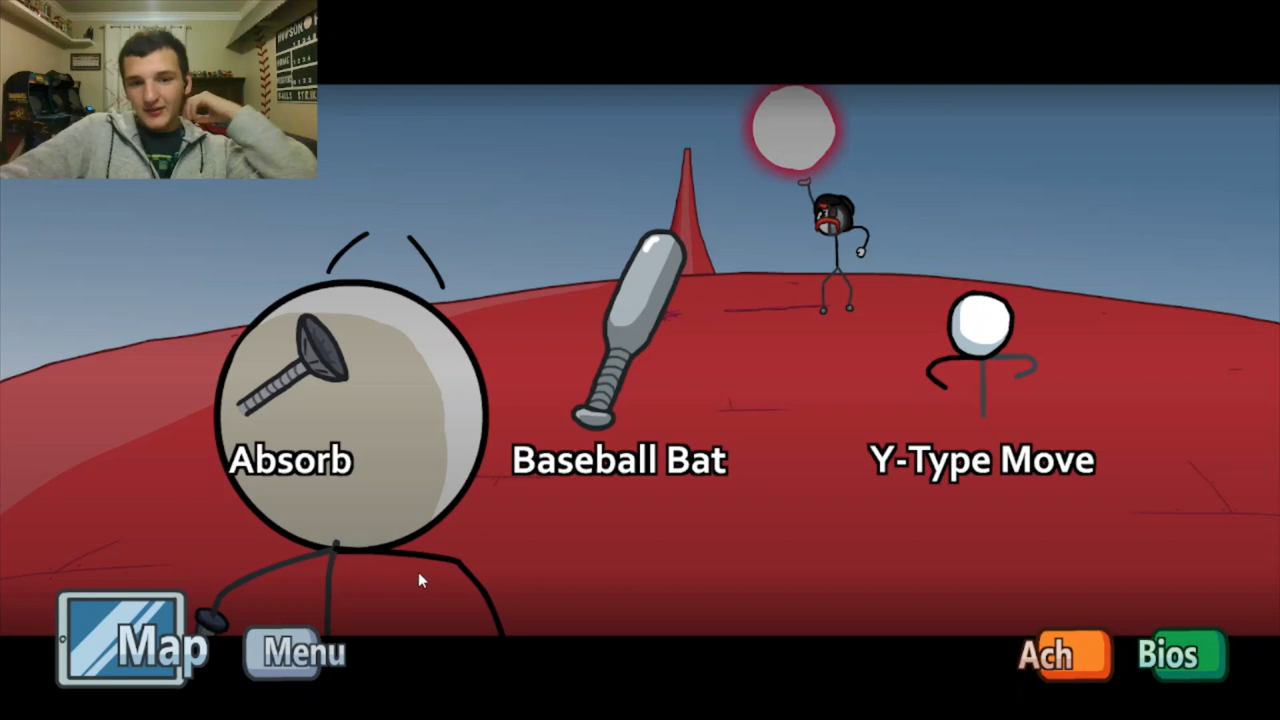 Absorb
Baseball Bat
Y-Type Move
Map
Menu
Ach
Bios